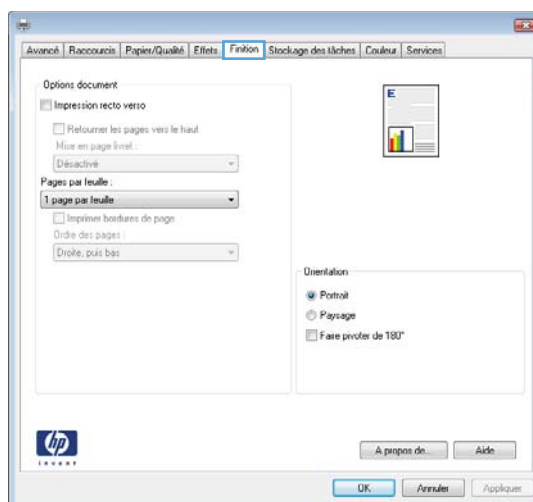 Avancé Raccourcis Papier/Qualité Effets Finition Stockage des tâches Couleur Services
Options document
Impression recto verso
Retourner les pages vers le haut
Mise en page livret :
Désactivé
Pages par feuille :
1 page par feuille
Imprimer bordures de page
Ordre des pages :
Droite, puis bas
E
Orientation
Portrait
Paysage
Faire pivoter de 180°
hp
invent
A propos de...
Aide
OK
Annuler
Appliquer